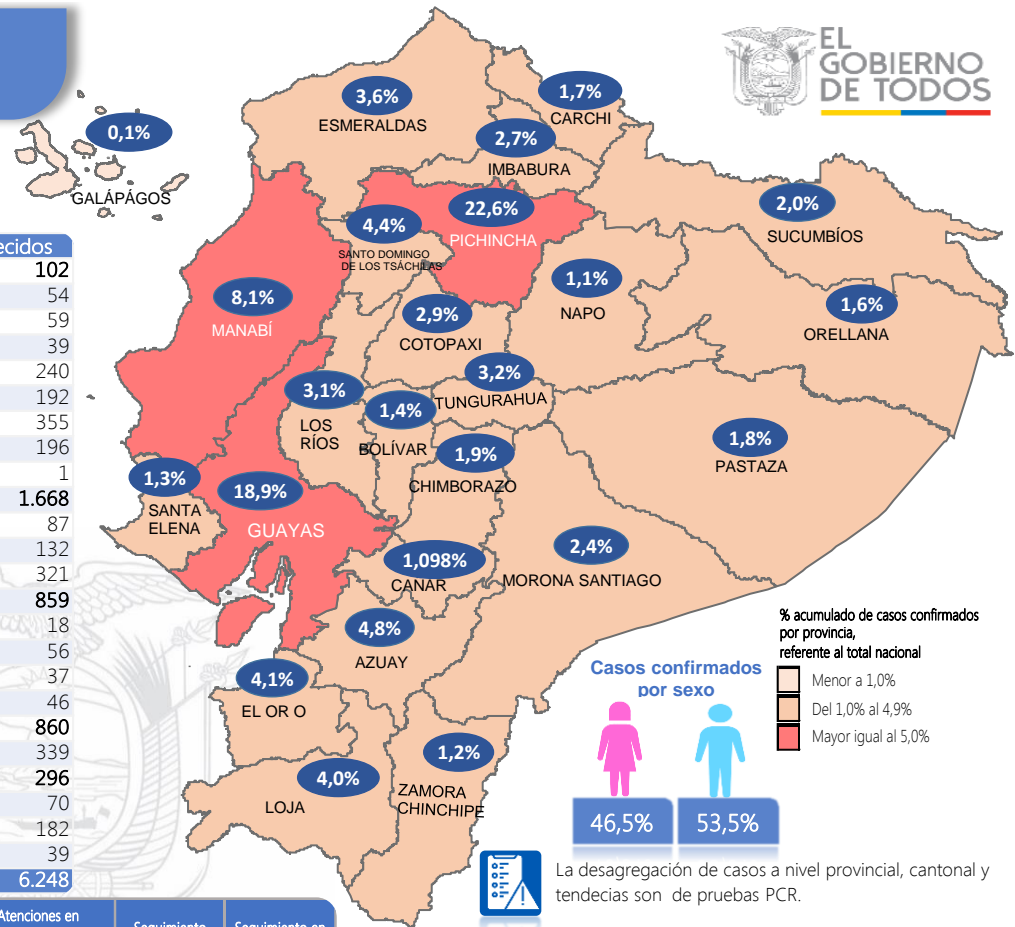 EL
GOBIERNO
DE TODOS
3,6%
ESMERALDAS
1,7%
CARCHI
2,7%
IMBABURA
0,1%
GALÁPÁGOS
22,6%
PICHINCHA
4,4%
SANTO DOMINGO
DE LOS TSÁCHILAS
2,0%
SUCUMBÍOS
8,1%
MANABÍ
1,1%
NAPO
1,6%
ORELLANA
2,9%
COTOPAXI
3,2%
TUNGURAHUA
3,1%
LOS
RÍOS
1,4%
BOLÍVAR
1,9%
CHIMBORAZO
1,8%
PASTAZA
1,3%
SANTA
ELENA
18,9%
GUAYAS
1,098%
CANAR
2,4%
MORONA SANTIAGO
4,8%
AZUAY
4,1%
EL OR O
4,0%
LOJA
1,2%
ZAMORA
CHINCHIPE
ecidos
102
54
59
39
240
192
355
196
1
1.668
87
132
321
859
18
56
37
46
860
339
296
70
182
39
6.248
Atenciones en
Seguimiento
Seguimiento en
% acumulado de casos confirmados
por provincia,
referente al total nacional
Menor a 1,0%
Del 1,0% al 4,9%
Mayor igual al 5,0%
Casos confirmados
por sexo
46,5%
53,5%
La desagregación de casos a nivel provincial, cantonal y
tendecias son de pruebas PCR.